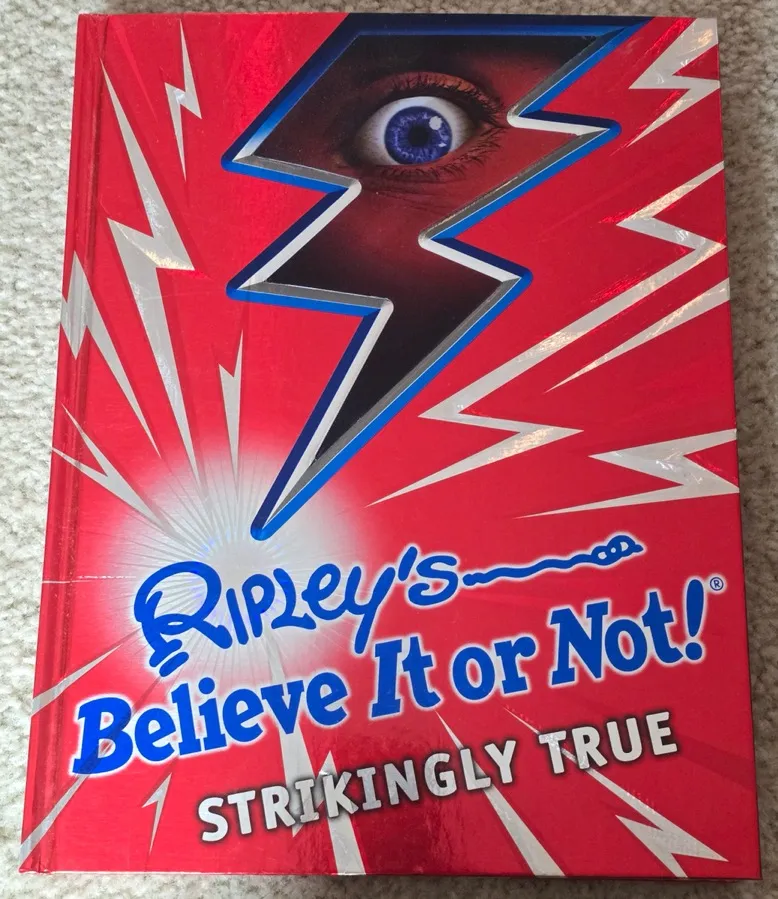 Ripley's
Believe It or Not!®
STRIKINGLY TRUE